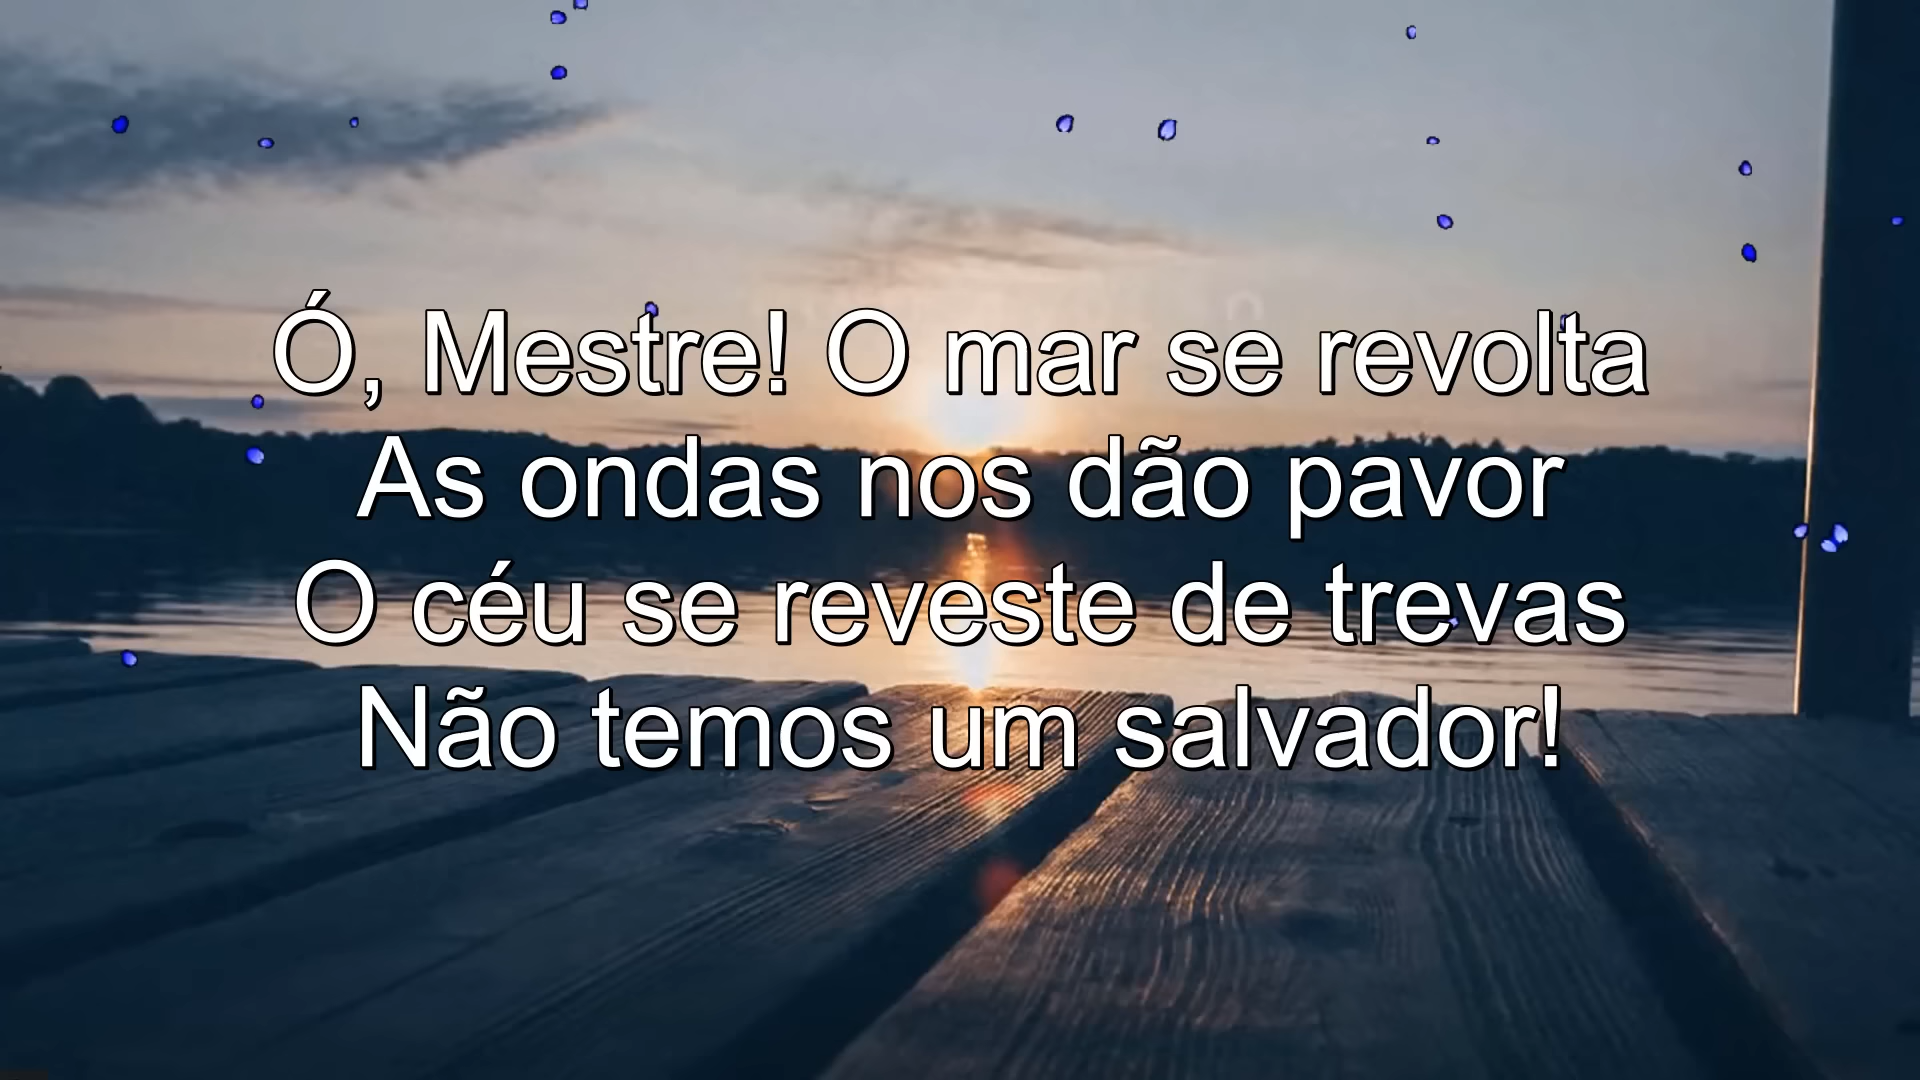 Ó, Mestre! O mar se revolta
As ondas nos dão pavor
O céu se reveste de trevas
Não temos um salvador!